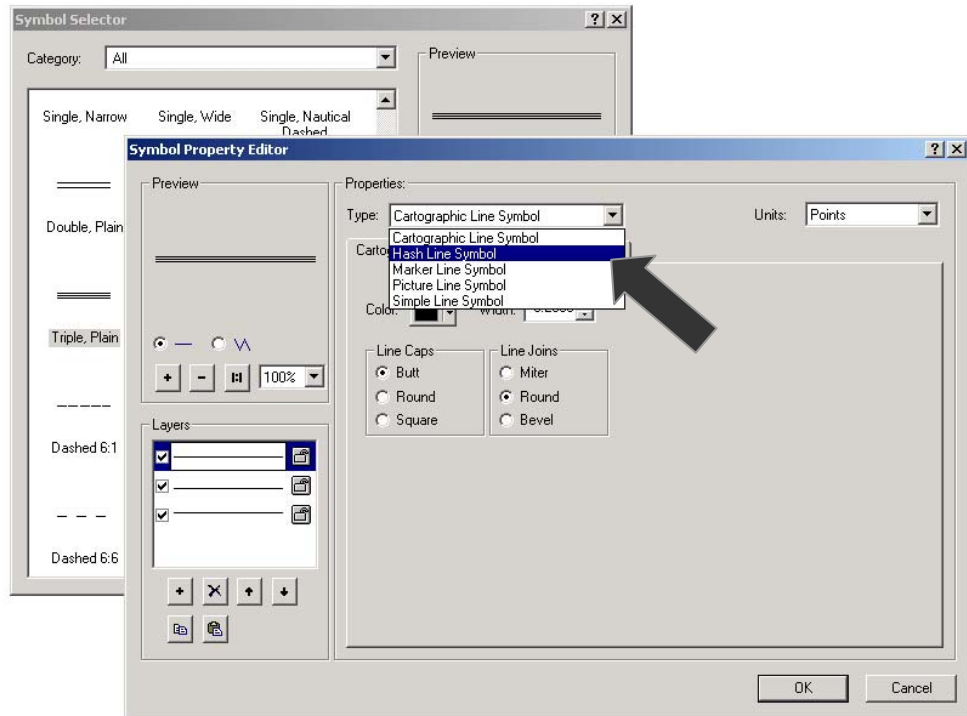 Symbol Selector
Category: All
Preview
Single, Narrow Single, Wide Single, Nautical
Dashed
Double, Plain
Triple, Plain
Dashed 6:1
Dashed 6:6
Symbol Property Editor
Preview
100%
Layers
Properties:
Type: Cartographic Line Symbol
Units: Points
Cartographic Line Symbol
Hash Line Symbol
Marker Line Symbol
Picture Line Symbol
Simple Line Symbol
Color:
Line Caps
Butt
Round
Square
Line Joins
Miter
Round
Bevel
OK Cancel